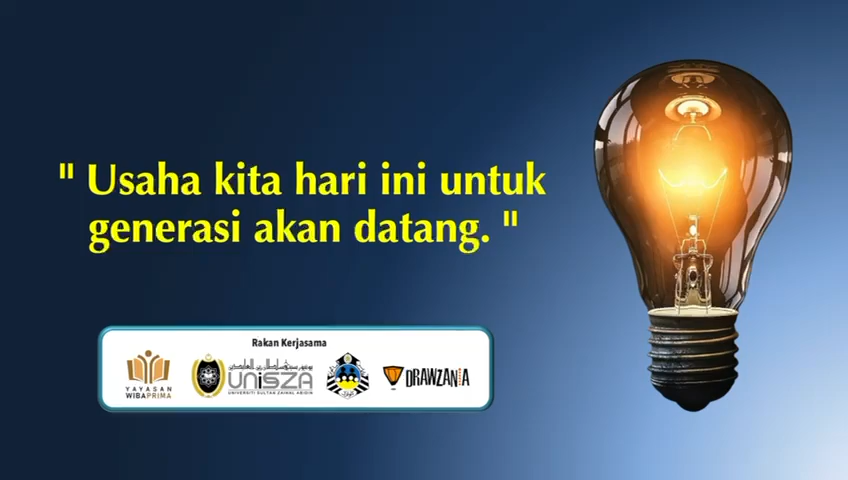 " Usaha kita hari ini untuk
generasi akan datang. "
Rakan Kerjasama
YAYASAN
WIBAPRIMA
UNiSZA
UNIVERSITI SULTAN ZAINAL ABIDIN
DRAWZANIA